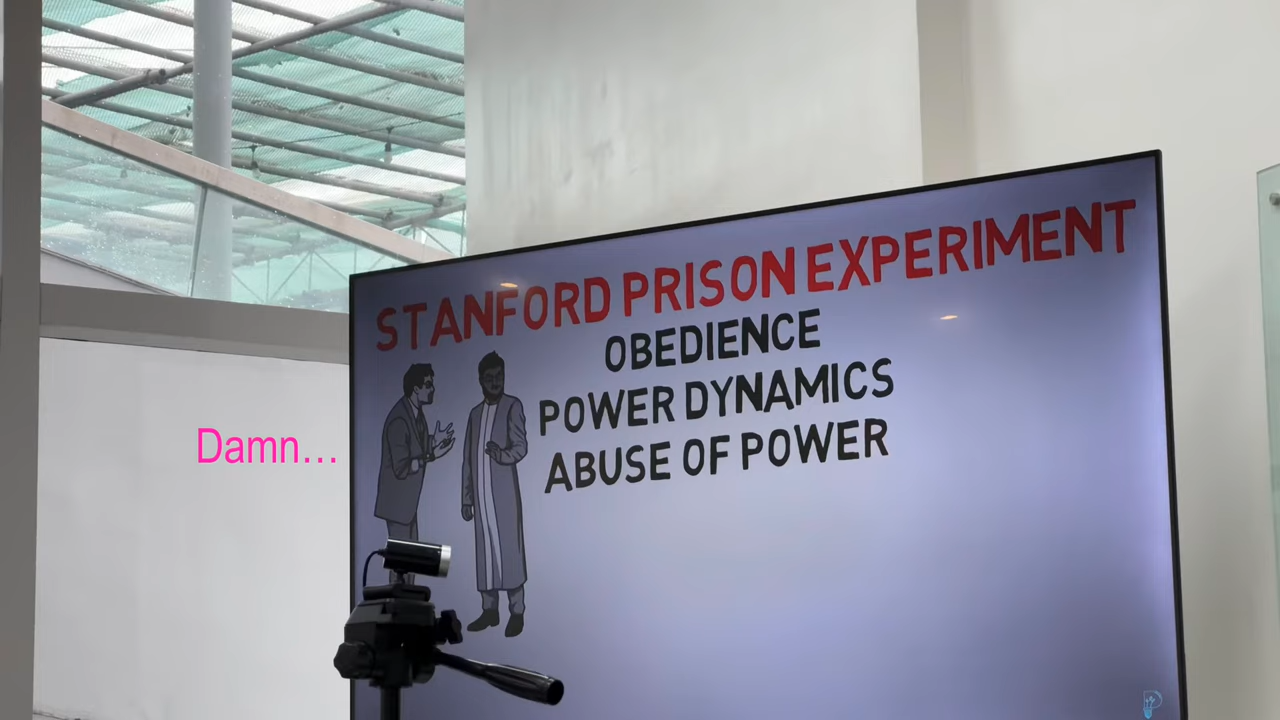 STANFORD PRISON EXPERIMENT
OBEDIENCE
POWER DYNAMICS
ABUSE OF POWER
Damn...